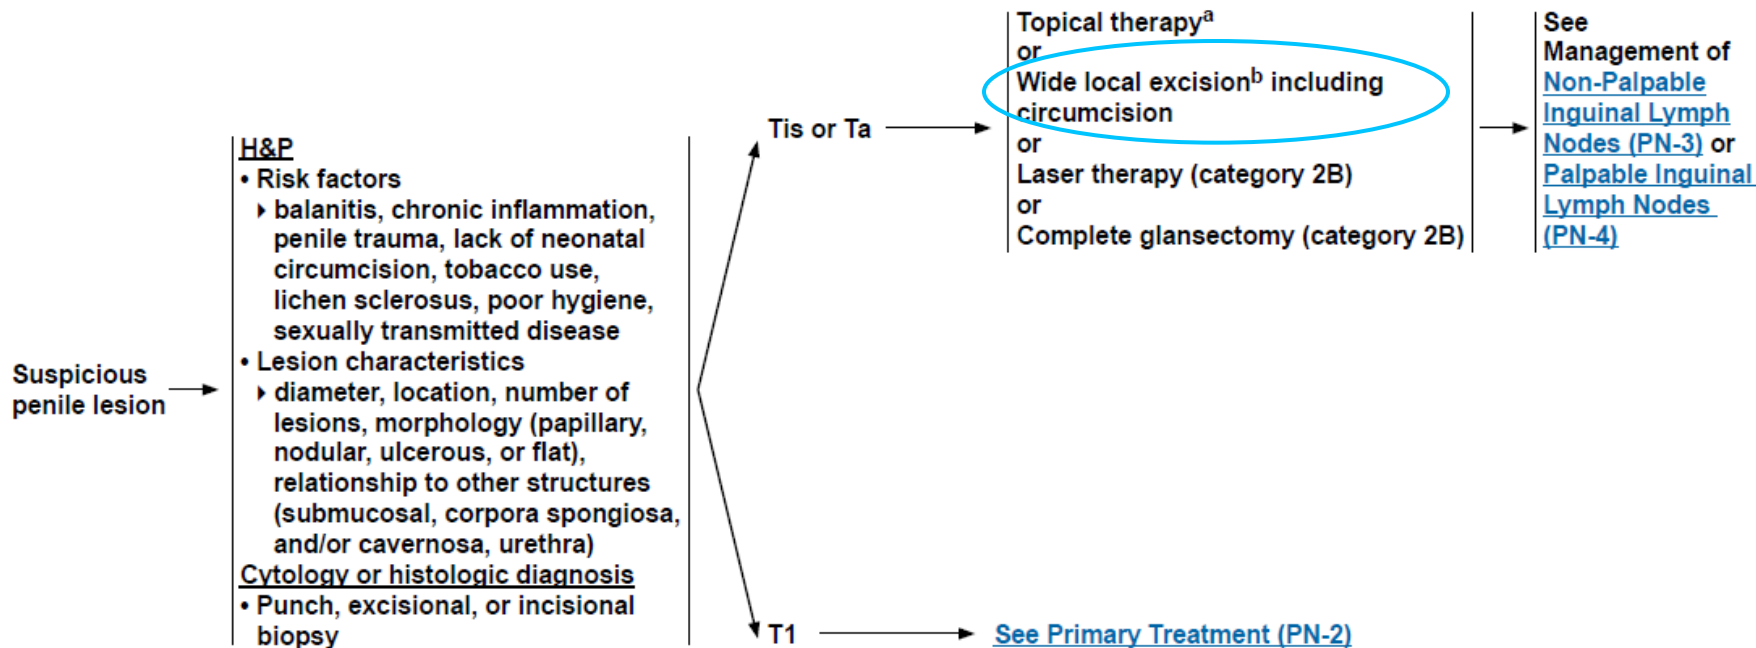 Suspicious
penile lesion
H&P
• Risk factors
‣ balanitis, chronic inflammation,
penile trauma, lack of neonatal
circumcision, tobacco use,
lichen sclerosus, poor hygiene,
sexually transmitted disease
• Lesion characteristics
‣ diameter, location, number of
lesions, morphology (papillary,
nodular, ulcerous, or flat),
relationship to other structures
(submucosal, corpora spongiosa,
and/or cavernosa, urethra)
Cytology or histologic diagnosis
• Punch, excisional, or incisional
biopsy
Tis or Ta
Topical therapyᵃ
or
Wide local excisionᵇ including
circumcision
or
Laser therapy (category 2B)
or
Complete glansectomy (category 2B)
See
Management of
Non-Palpable
Inguinal Lymph
Nodes (PN-3) or
Palpable Inguinal
Lymph Nodes
(PN-4)
T1
See Primary Treatment (PN-2)